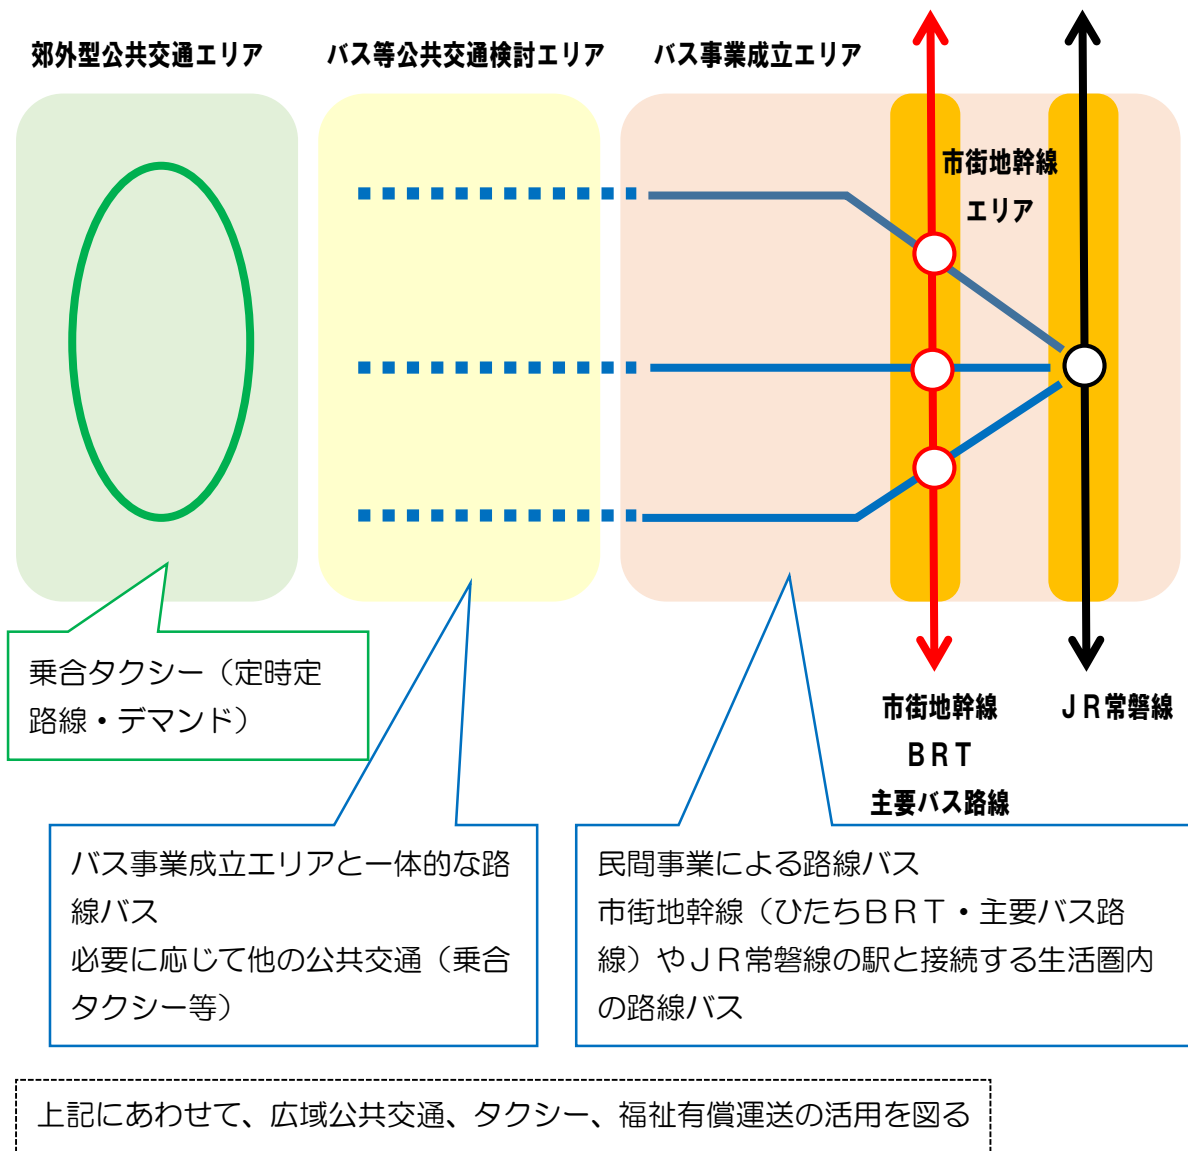 郊外型公共交通エリア
バス等公共交通検討エリア
バス事業成立エリア
市街地幹線
エリア
乗合タクシー（定時定
路線・デマンド）
市街地幹線
ＢＲＴ
主要バス路線
ＪＲ常磐線
バス事業成立エリアと一体的な路
線バス
必要に応じて他の公共交通（乗合
タクシー等）
民間事業による路線バス
市街地幹線（ひたちＢＲＴ・主要バス路
線）やＪＲ常磐線の駅と接続する生活圏内
の路線バス
上記にあわせて、広域公共交通、タクシー、福祉有償運送の活用を図る